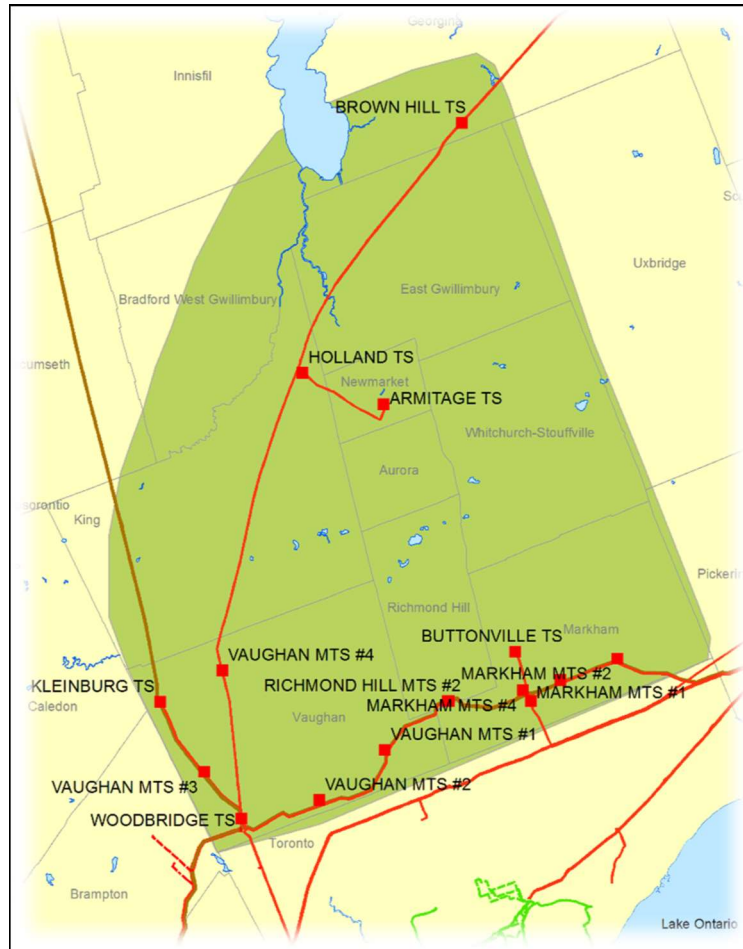 Georgina
Innisfil
BROWN HILL TS
Uxbridge
East Gwillimbury
Bradford West Gwillimbury
HOLLAND TS
Newmarket
ARMITAGE TS
Whitchurch-Stouffville
Aurora
King
Pickerin
Richmond Hill
BUTTONVILLE TS
Markham
VAUGHAN MTS #4
MARKHAM MTS #2
RICHMOND HILL MTS #2
KLEINBURG TS
MARKHAM MTS #1
MARKHAM MTS #4
Caledon
Vaughan
VAUGHAN MTS #1
VAUGHAN MTS #3
VAUGHAN MTS #2
WOODBRIDGE TS
Toronto
Brampton
Lake Ontario